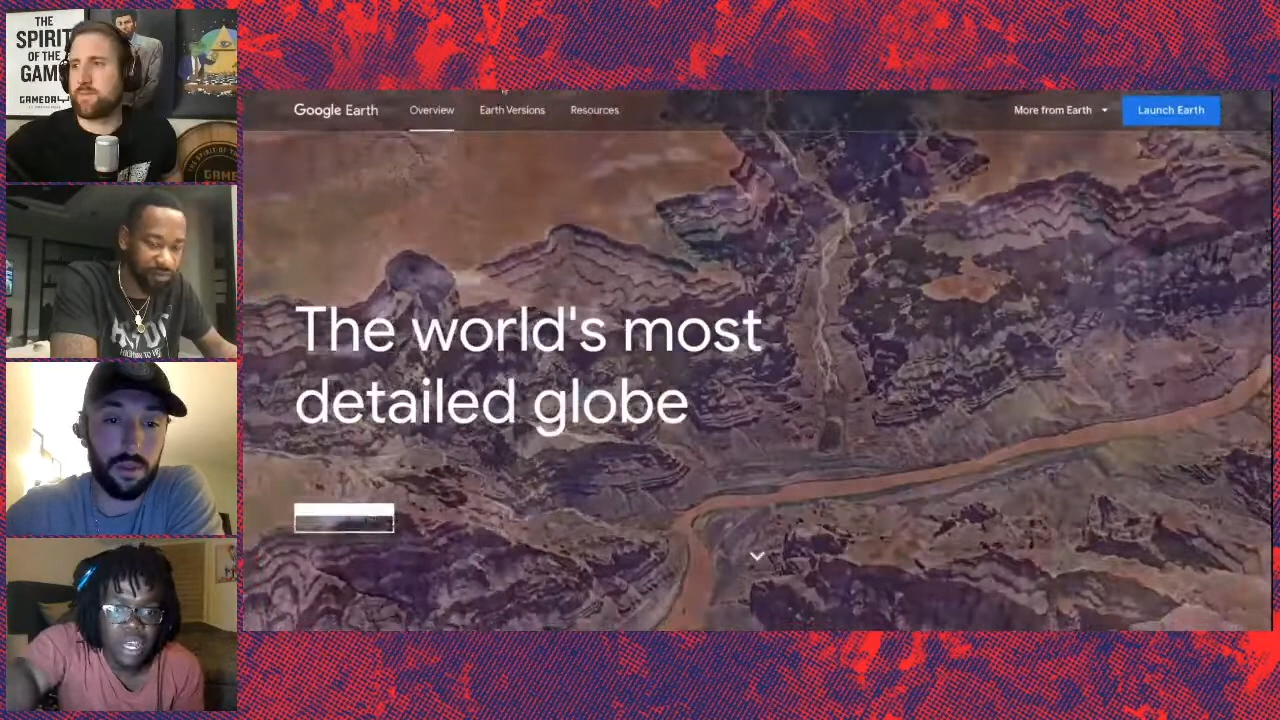 THE
SPIRIT
OF THE
GAME
GAMEDAY
Google Earth
Overview
Earth Versions
Resources
More from Earth
Launch Earth
The world's most
detailed globe